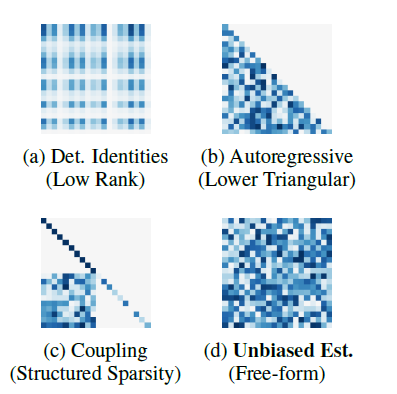 (a) Det. Identities
(Low Rank)
(b) Autoregressive
(Lower Triangular)
(c) Coupling
(Structured Sparsity)
(d) Unbiased Est.
(Free-form)